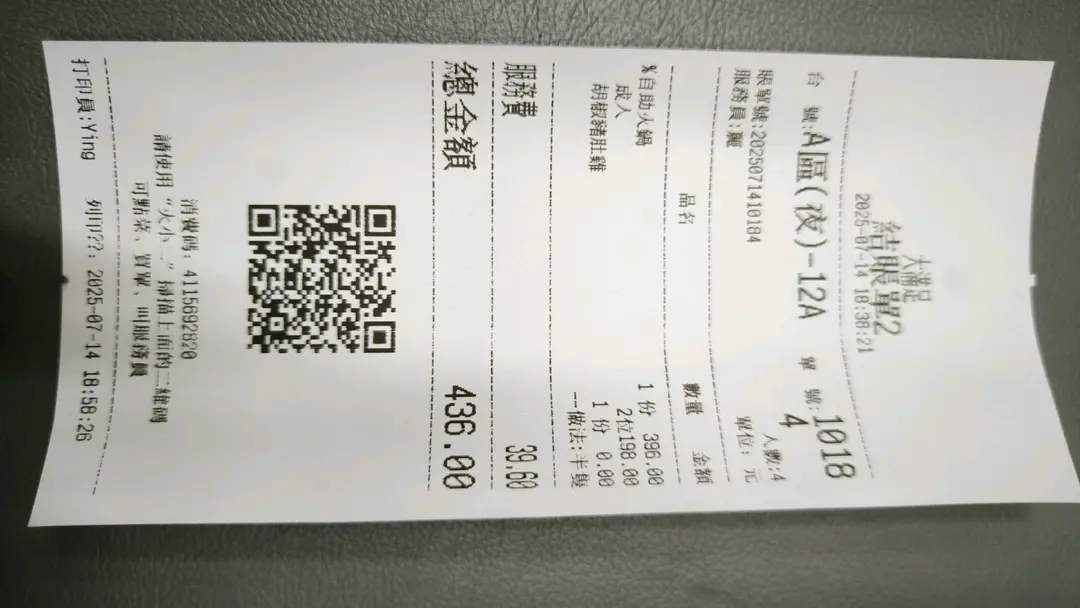 大滿足
結賬單2
2025-07-14 18:38:21
台 號:A區(夜)-12A 單 號:10184
賬單號:2025071410184 人數:4
服務員:麗 單位: 元
品名 數量 金額
%自助火鍋 1 份 396.00
成人 2位198.00
胡椒豬肚雞 1 份 0.00
--做法:半隻
服務費 39.60
總金額 436.00
消費碼: 4115692820
請使用 “火小二” 掃描上面的二維碼
可點菜、買單、叫服務員
打印員:Ying 列印??: 2025-07-14 18:58:26